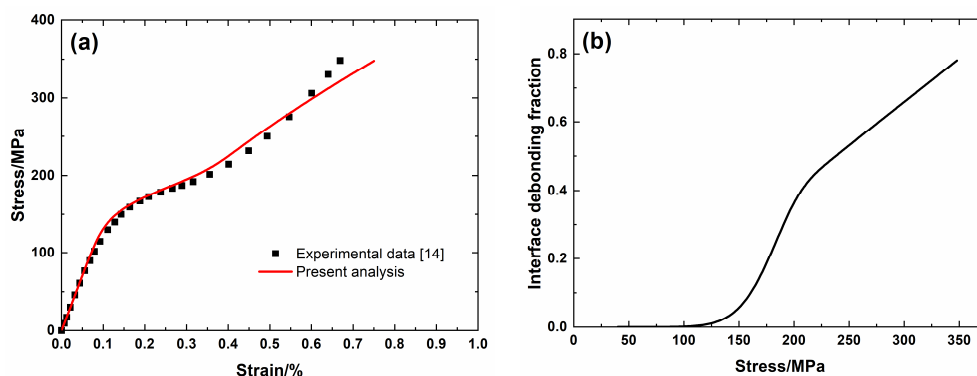 (a)
Stress/MPa
400
300
200
100
0
Experimental data [14]
Present analysis
0.0 0.1 0.2 0.3 0.4 0.5 0.6 0.7 0.8 0.9 1.0
Strain/%
(b)
Interface debonding fraction
0.8
0.6
0.4
0.2
0.0
0 50 100 150 200 250 300 350
Stress/MPa